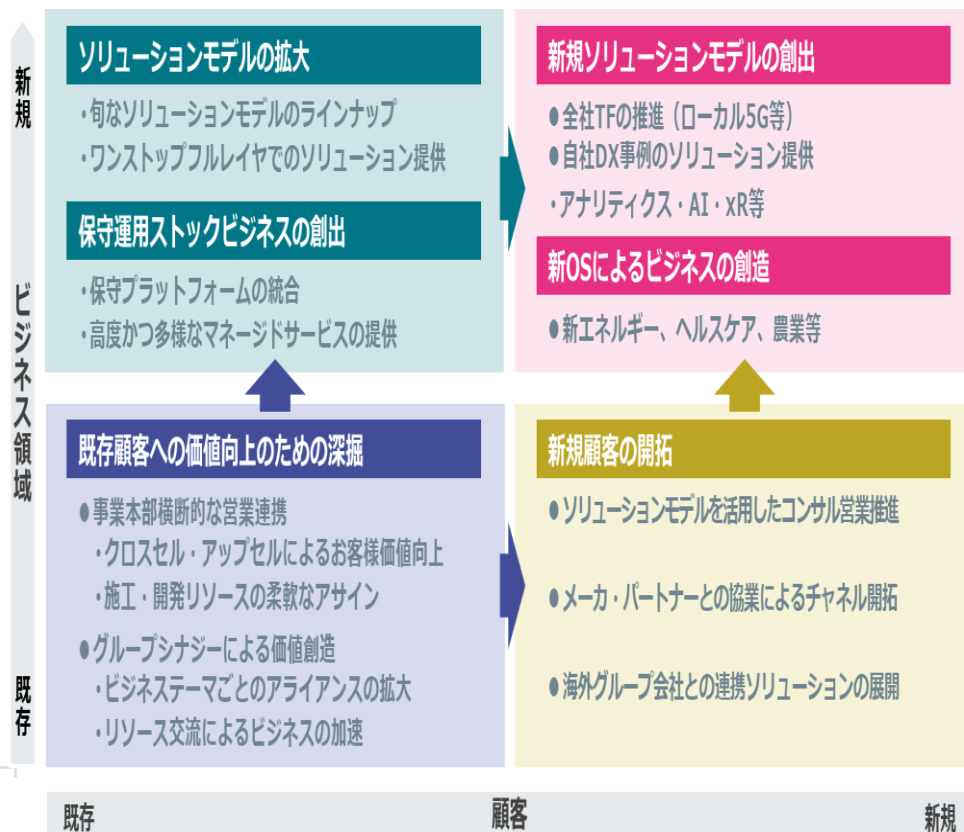 新規
ビジネス領域
既存
ソリューションモデルの拡大
・旬なソリューションモデルのラインナップ
・ワンストップフルレイヤでのソリューション提供
保守運用ストックビジネスの創出
・保守プラットフォームの統合
・高度かつ多様なマネージドサービスの提供
新規ソリューションモデルの創出
●全社TFの推進（ローカル5G等）
●自社DX事例のソリューション提供
・アナリティクス・AI・xR等
新OSによるビジネスの創造
●新エネルギー、ヘルスケア、農業等
既存顧客への価値向上のための深掘
●事業本部横断的な営業連携
・クロスセル・アップセルによるお客様価値向上
・施工・開発リソースの柔軟なアサイン
●グループシナジーによる価値創造
・ビジネステーマごとのアライアンスの拡大
・リソース交流によるビジネスの加速
新規顧客の開拓
●ソリューションモデルを活用したコンサル営業推進
●メーカ・パートナーとの協業によるチャネル開拓
●海外グループ会社との連携ソリューションの展開
既存
顧客
新規